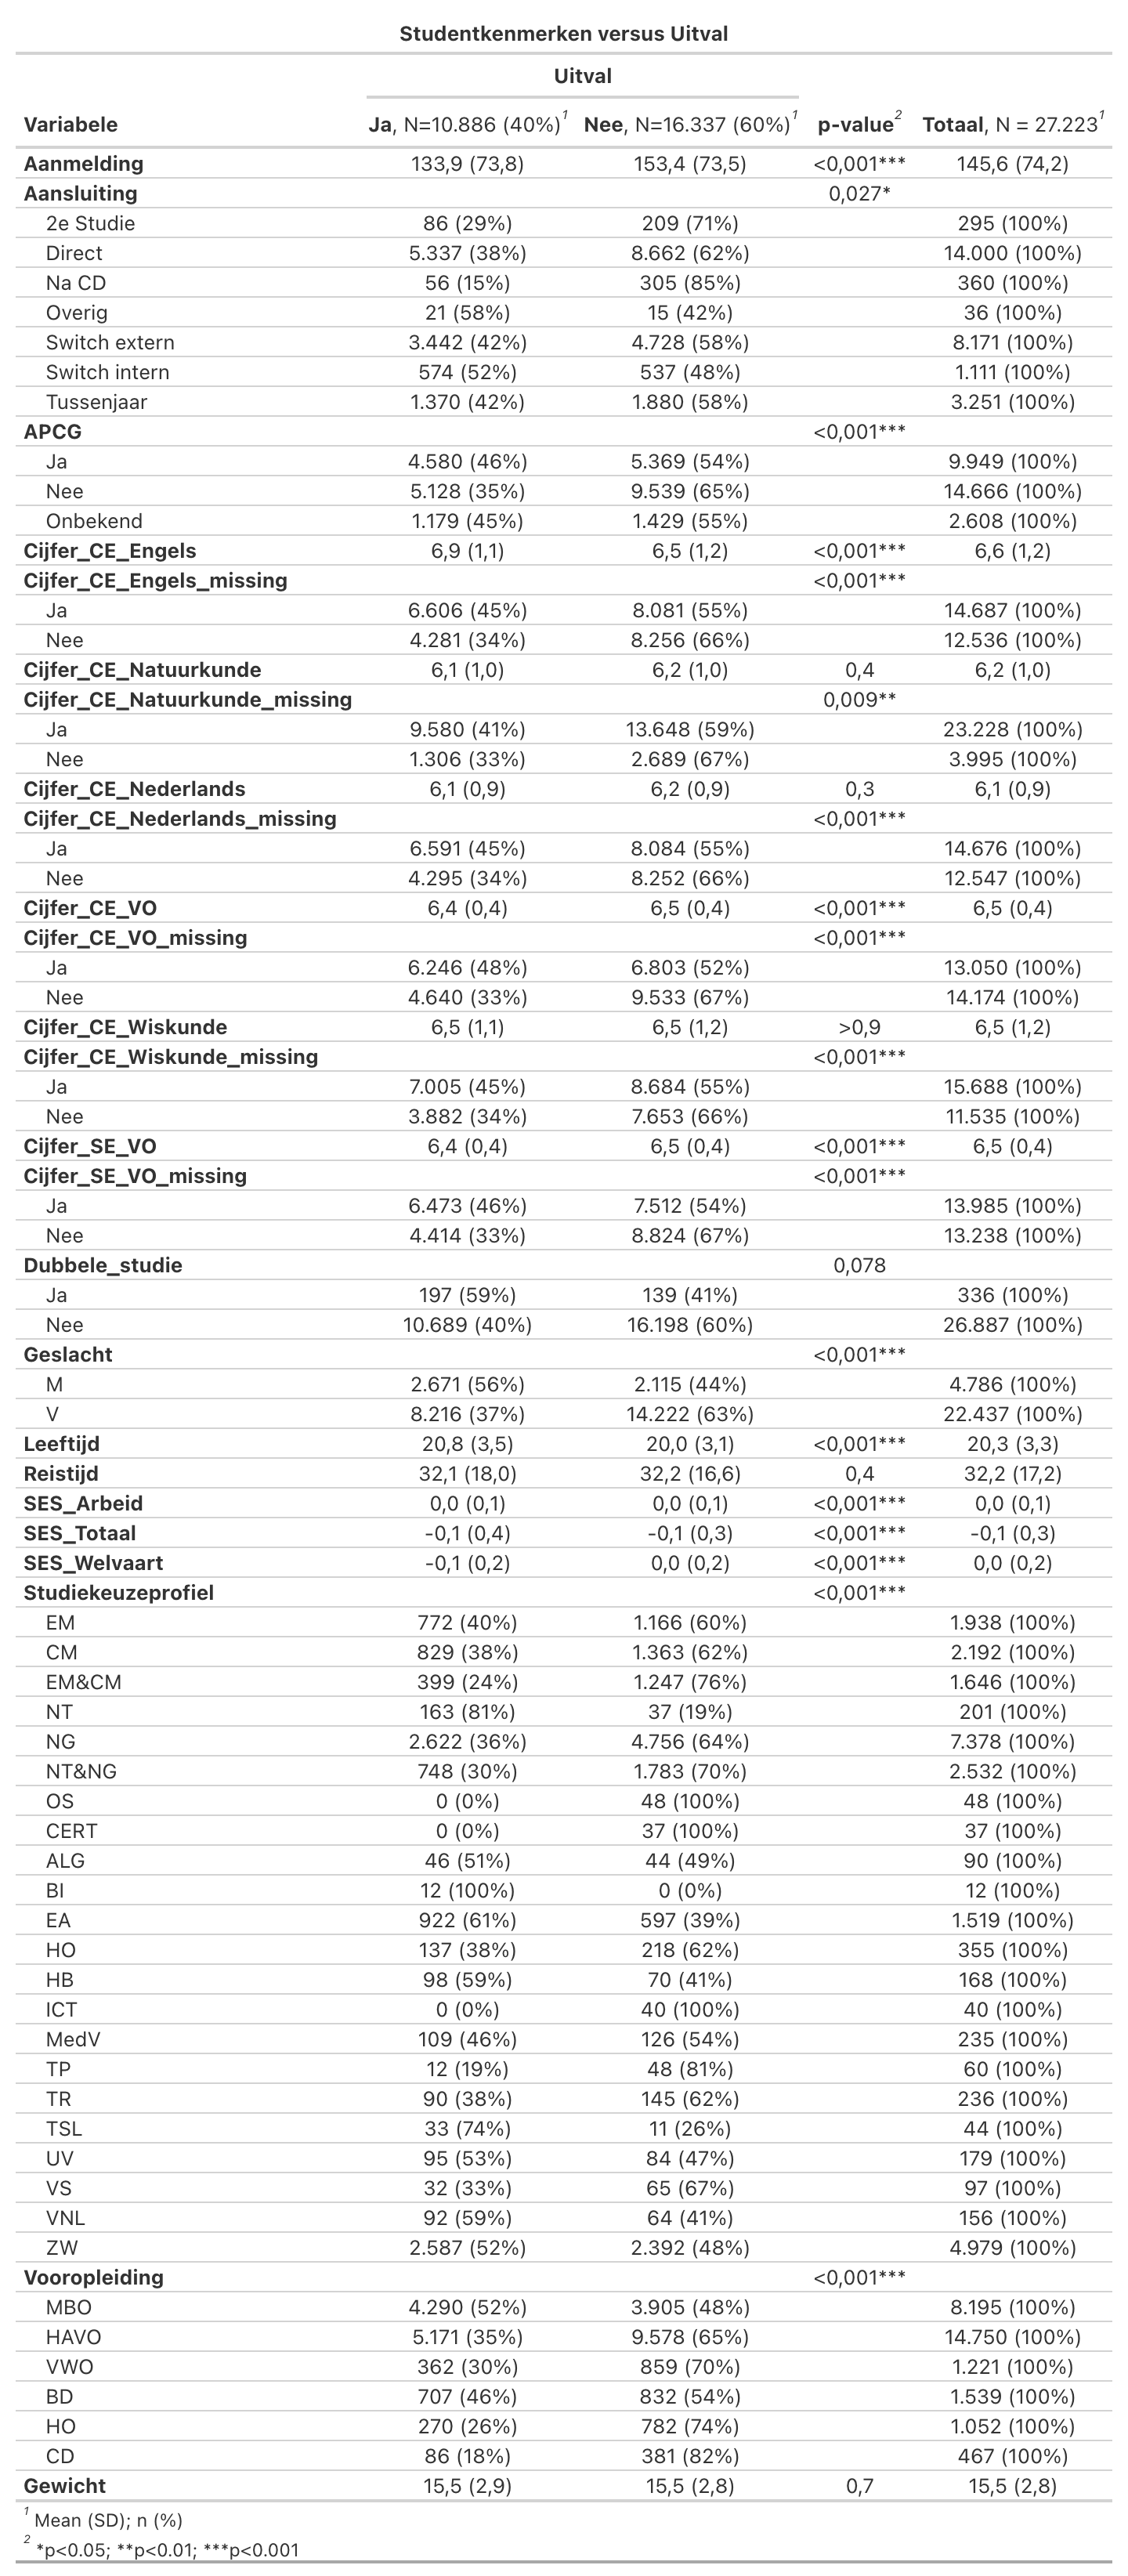 Studentkenmerken versus Uitval
Uitval
Variabele Ja, N=10.886 (40%)1 Nee, N=16.337 (60%)1 p-value2 Totaal, N = 27.2231
Aanmelding 133,9 (73,8) 153,4 (73,5) <0,001*** 145,6 (74,2)
Aansluiting 0,027*
2e Studie 86 (29%) 209 (71%) 295 (100%)
Direct 5.337 (38%) 8.662 (62%) 14.000 (100%)
Na CD 56 (15%) 305 (85%) 360 (100%)
Overig 21 (58%) 15 (42%) 36 (100%)
Switch extern 3.442 (42%) 4.728 (58%) 8.171 (100%)
Switch intern 574 (52%) 537 (48%) 1.111 (100%)
Tussenjaar 1.370 (42%) 1.880 (58%) 3.251 (100%)
APCG <0,001***
Ja 4.580 (46%) 5.369 (54%) 9.949 (100%)
Nee 5.128 (35%) 9.539 (65%) 14.666 (100%)
Onbekend 1.179 (45%) 1.429 (55%) 2.608 (100%)
Cijfer_CE_Engels 6,9 (1,1) 6,5 (1,2) <0,001*** 6,6 (1,2)
Cijfer_CE_Engels_missing <0,001***
Ja 6.606 (45%) 8.081 (55%) 14.687 (100%)
Nee 4.281 (34%) 8.256 (66%) 12.536 (100%)
Cijfer_CE_Natuurkunde 6,1 (1,0) 6,2 (1,0) 0,4 6,2 (1,0)
Cijfer_CE_Natuurkunde_missing 0,009**
Ja 9.580 (41%) 13.648 (59%) 23.228 (100%)
Nee 1.306 (33%) 2.689 (67%) 3.995 (100%)
Cijfer_CE_Nederlands 6,1 (0,9) 6,2 (0,9) 0,3 6,1 (0,9)
Cijfer_CE_Nederlands_missing <0,001***
Ja 6.591 (45%) 8.084 (55%) 14.676 (100%)
Nee 4.295 (34%) 8.252 (66%) 12.547 (100%)
Cijfer_CE_VO 6,4 (0,4) 6,5 (0,4) <0,001*** 6,5 (0,4)
Cijfer_CE_VO_missing <0,001***
Ja 6.246 (48%) 6.803 (52%) 13.050 (100%)
Nee 4.640 (33%) 9.533 (67%) 14.174 (100%)
Cijfer_CE_Wiskunde 6,5 (1,1) 6,5 (1,2) >0,9 6,5 (1,2)
Cijfer_CE_Wiskunde_missing <0,001***
Ja 7.005 (45%) 8.684 (55%) 15.688 (100%)
Nee 3.882 (34%) 7.653 (66%) 11.535 (100%)
Cijfer_SE_VO 6,4 (0,4) 6,5 (0,4) <0,001*** 6,5 (0,4)
Cijfer_SE_VO_missing <0,001***
Ja 6.473 (46%) 7.512 (54%) 13.985 (100%)
Nee 4.414 (33%) 8.824 (67%) 13.238 (100%)
Dubbele_studie 0,078
Ja 197 (59%) 139 (41%) 336 (100%)
Nee 10.689 (40%) 16.198 (60%) 26.887 (100%)
Geslacht <0,001***
M 2.671 (56%) 2.115 (44%) 4.786 (100%)
V 8.216 (37%) 14.222 (63%) 22.437 (100%)
Leeftijd 20,8 (3,5) 20,0 (3,1) <0,001*** 20,3 (3,3)
Reistijd 32,1 (18,0) 32,2 (16,6) 0,4 32,2 (17,2)
SES_Arbeid 0,0 (0,1) 0,0 (0,1) <0,001*** 0,0 (0,1)
SES_Totaal -0,1 (0,4) -0,1 (0,3) <0,001*** -0,1 (0,3)
SES_Welvaart -0,1 (0,2) 0,0 (0,2) <0,001*** 0,0 (0,2)
Studiekeuzeprofiel <0,001***
EM 772 (40%) 1.166 (60%) 1.938 (100%)
CM 829 (38%) 1.363 (62%) 2.192 (100%)
EM&CM 399 (24%) 1.247 (76%) 1.646 (100%)
NT 163 (81%) 37 (19%) 201 (100%)
NG 2.622 (36%) 4.756 (64%) 7.378 (100%)
NT&NG 748 (30%) 1.783 (70%) 2.532 (100%)
OS 0 (0%) 48 (100%) 48 (100%)
CERT 0 (0%) 37 (100%) 37 (100%)
ALG 46 (51%) 44 (49%) 90 (100%)
BI 12 (100%) 0 (0%) 12 (100%)
EA 922 (61%) 597 (39%) 1.519 (100%)
HO 137 (38%) 218 (62%) 355 (100%)
HB 98 (59%) 70 (41%) 168 (100%)
ICT 0 (0%) 40 (100%) 40 (100%)
MedV 109 (46%) 126 (54%) 235 (100%)
TP 12 (19%) 48 (81%) 60 (100%)
TR 90 (38%) 145 (62%) 236 (100%)
TSL 33 (74%) 11 (26%) 44 (100%)
UV 95 (53%) 84 (47%) 179 (100%)
VS 32 (33%) 65 (67%) 97 (100%)
VNL 92 (59%) 64 (41%) 156 (100%)
ZW 2.587 (52%) 2.392 (48%) 4.979 (100%)
Vooropleiding <0,001***
MBO 4.290 (52%) 3.905 (48%) 8.195 (100%)
HAVO 5.171 (35%) 9.578 (65%) 14.750 (100%)
VWO 362 (30%) 859 (70%) 1.221 (100%)
BD 707 (46%) 832 (54%) 1.539 (100%)
HO 270 (26%) 782 (74%) 1.052 (100%)
CD 86 (18%) 381 (82%) 467 (100%)
Gewicht 15,5 (2,9) 15,5 (2,8) 0,7 15,5 (2,8)
1 Mean (SD); n (%)
2 *p<0.05; **p<0.01; ***p<0.001